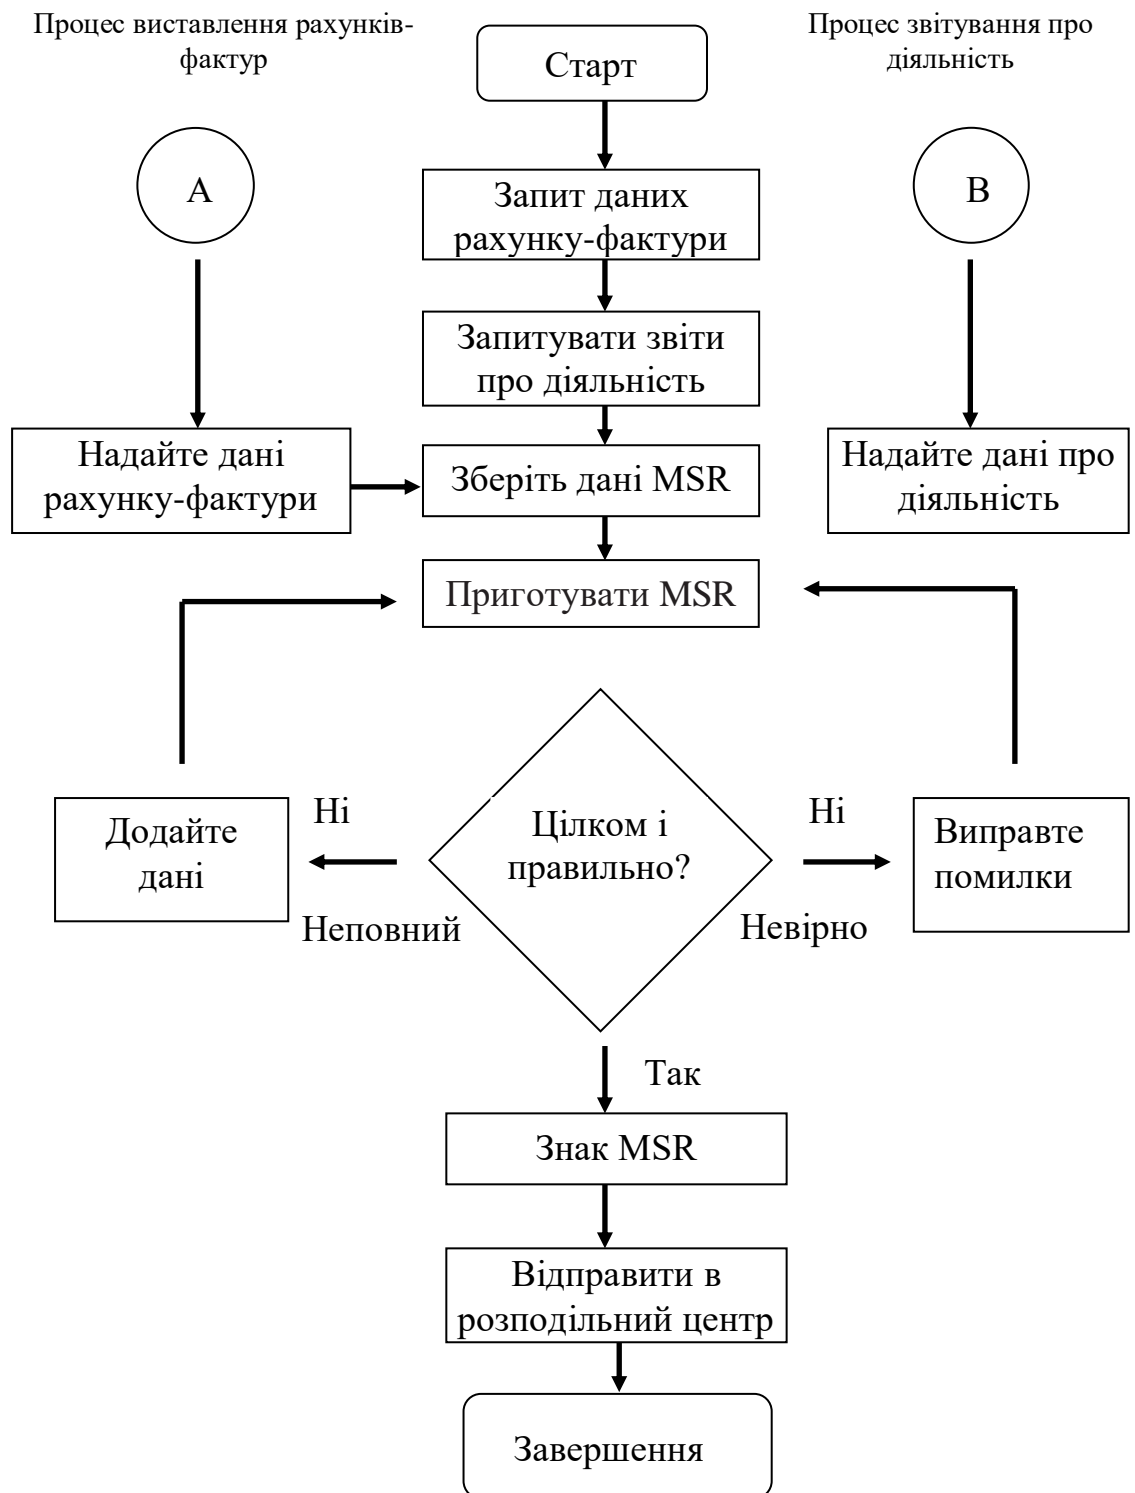 Процес виставлення рахунків-
фактур
Старт
Процес звітування про
діяльність
А
Запит даних
рахунку-фактури
В
Запитувати звіти
про діяльність
Надайте дані
рахунку-фактури
Зберіть дані MSR
Надайте дані про
діяльність
Приготувати MSR
Ні
Додайте
дані
Неповний
Цілком і
правильно?
Ні
Невірно
Виправте
помилки
Так
Знак MSR
Відправити в
розподільний центр
Завершення